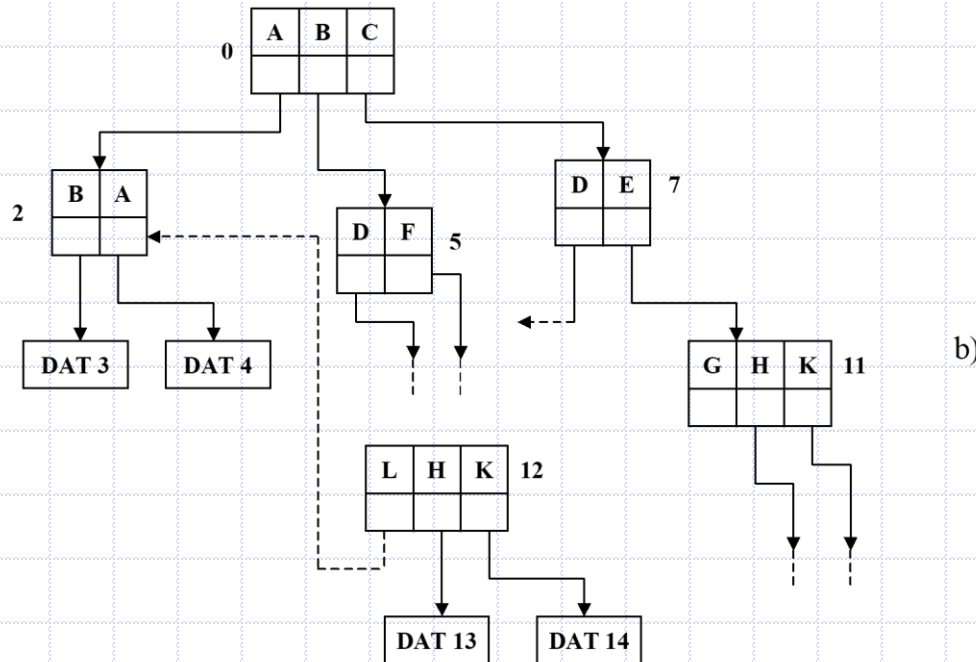 A B C
0
B A
2
D F
5
D E
7
DAT 3
DAT 4
G H K
11
b)
L H K
12
DAT 13
DAT 14